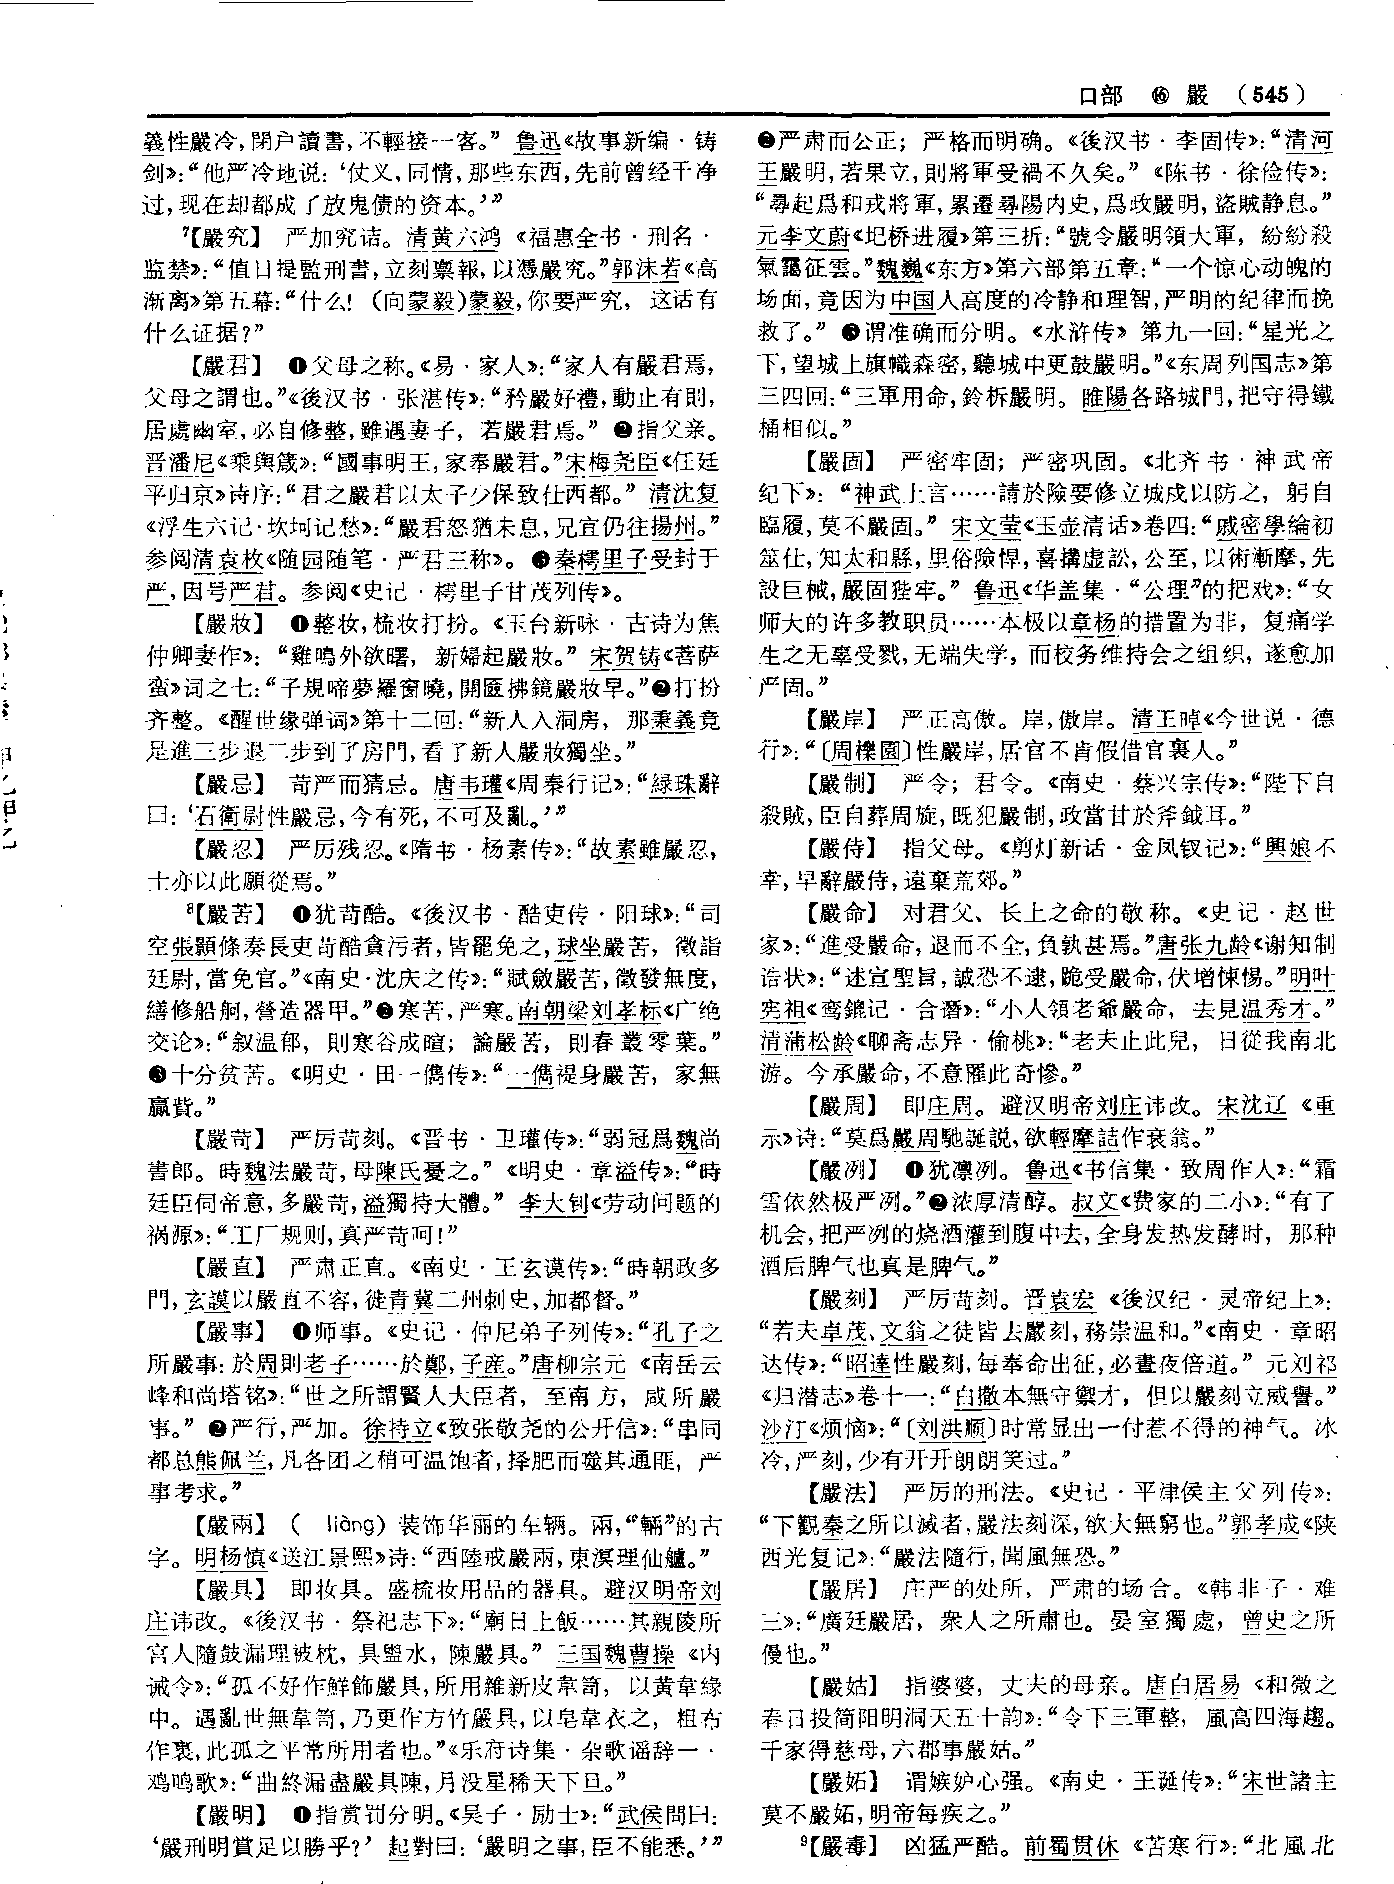 口部 ⑯ 嚴 (545)
義性嚴冷，閉户讀書，不輕接一客。” 鲁迅《故事新编·铸
剑》：“他严冷地说：‘仗义，同情，那些东西，先前曾经干净
过，现在却都成了放鬼债的资本。’”
7【嚴究】 严加究诘。清黄六鸿《福惠全书·刑名·
监禁》：“值日提監刑書，立刻禀報，以憑嚴究。”郭沫若《高
渐离》第五幕：“什么！（向蒙毅）蒙毅，你要严究，这话有
什么证据？”
【嚴君】 ❶父母之称。《易·家人》：“家人有嚴君焉，
父母之謂也。”《後汉书·张湛传》：“矜嚴好禮，動止有則，
居處幽室，必自修整，雖遇妻子，若嚴君焉。” ❷指父亲。
晋潘尼《乘舆箴》：“國事明王，家奉嚴君。”宋梅尧臣《任廷
平归京》诗序：“君之嚴君以太子少保致仕西都。” 清沈复
《浮生六记·坎坷记愁》：“嚴君怒猶未息，兄宜仍往揚州。”
参阅清袁枚《随园随笔·严君三称》。 ❸秦樗里子受封于
严，因号严君。参阅《史记·樗里子甘茂列传》。
【嚴妝】 ❶整妆，梳妆打扮。《玉台新咏·古诗为焦
仲卿妻作》：“雞鳴外欲曙，新婦起嚴妝。” 宋贺铸《菩萨
蛮》词之七：“子規啼夢羅窗曉，開匳拂鏡嚴妝早。”❷打扮
齐整。《醒世缘弹词》第十二回：“新人入洞房，那秉義竟
是進三步退二步到了房門，看了新人嚴妝獨坐。”
【嚴忌】 苛严而猜忌。唐韦瓘《周秦行记》：“緑珠辭
曰：‘石衛尉性嚴忌，今有死，不可及亂。’”
【嚴忍】 严厉残忍。《隋书·杨素传》：“故素雖嚴忍，
士亦以此願從焉。”
8【嚴苦】 ❶犹苛酷。《後汉书·酷吏传·阳球》：“司
空張顥條奏長吏苛酷貪污者，皆罷免之，球坐嚴苦，徵詣
廷尉，當免官。”《南史·沈庆之传》：“賦斂嚴苦，徵發無度，
繕修船舸，營造器甲。”❷寒苦，严寒。南朝梁刘孝标《广绝
交论》：“叙温郁，則寒谷成暄；論嚴苦，則春叢零葉。”
❸十分贫苦。《明史·田一儁传》：“一儁禔身嚴苦，家無
贏貲。”
【嚴苛】 严厉苛刻。《晋书·卫瓘传》：“弱冠爲魏尚
書郎。時魏法嚴苛，母陳氏憂之。” 《明史·章溢传》：“時
廷臣伺帝意，多嚴苛，溢獨持大體。” 李大钊《劳动问题的
祸源》：“工厂规则，真严苛呵！”
【嚴直】 严肃正直。《南史·王玄谟传》：“時朝政多
門，玄謨以嚴直不容，徙青冀二州刺史，加都督。”
【嚴事】 ❶师事。《史记·仲尼弟子列传》：“孔子之
所嚴事：於周則老子……於鄭，子産。”唐柳宗元《南岳云
峰和尚塔铭》：“世之所謂賢人大臣者，至南方，咸所嚴
事。” ❷严行，严加。徐特立《致张敬尧的公开信》：“串同
都总熊佩兰，凡各团之稍可温饱者，择肥而噬其通匪，严
事考求。”
【嚴兩】 （ liàng）装饰华丽的车辆。兩，“輛”的古
字。明杨慎《送江景熙》诗：“西陸戒嚴兩，東溟理仙艫。”
【嚴具】 即妆具。盛梳妆用品的器具。避汉明帝刘
庄讳改。《後汉书·祭祀志下》：“廟日上飯……其親陵所
宫人隨鼓漏理被枕，具盥水，陳嚴具。” 三国魏曹操《内
诫令》：“孤不好作鮮飾嚴具，所用雜新皮葦笥，以黄葦緣
中。遇亂世無葦笥，乃更作方竹嚴具，以皂葦衣之，粗布
作裏，此孤之平常所用者也。”《乐府诗集·杂歌谣辞一·
鸡鸣歌》：“曲終漏盡嚴具陳，月没星稀天下旦。”
【嚴明】 ❶指赏罚分明。《吴子·励士》：“武侯問曰：
‘嚴刑明賞足以勝乎？’ 起對曰：‘嚴明之事，臣不能悉。’”
❷严肃而公正；严格而明确。《後汉书·李固传》：“清河
王嚴明，若果立，則將軍受禍不久矣。” 《陈书·徐俭传》：
“尋起爲和戎將軍，累遷尋陽内史，爲政嚴明，盜賊静息。”
元李文蔚《圯桥进履》第三折：“號令嚴明領大軍，紛紛殺
氣靄征雲。”魏巍《东方》第六部第五章：“一个惊心动魄的
场面，竟因为中国人高度的冷静和理智，严明的纪律而挽
救了。” ❸谓准确而分明。《水浒传》第九一回：“星光之
下，望城上旗幟森密，聽城中更鼓嚴明。”《东周列国志》第
三四回：“三軍用命，鈴柝嚴明。睢陽各路城門，把守得鐵
桶相似。”
【嚴固】 严密牢固；严密巩固。《北齐书·神武帝
纪下》：“神武上言……請於險要修立城戍以防之，躬自
臨履，莫不嚴固。” 宋文莹《玉壶清话》卷四：“戚密學綸初
筮仕，知太和縣，里俗險悍，喜搆虚訟，公至，以術漸摩，先
設巨械，嚴固狴牢。” 鲁迅《华盖集·“公理”的把戏》：“女
师大的许多教职员……本极以章杨的措置为非，复痛学
生之无辜受戮，无端失学，而校务维持会之组织，遂愈加
严固。”
【嚴岸】 严正高傲。岸，傲岸。清王晫《今世说·德
行》：“〔周櫟園〕性嚴岸，居官不肯假借官裏人。”
【嚴制】 严令；君令。《南史·蔡兴宗传》：“陛下自
殺賊，臣自葬周旋，既犯嚴制，政當甘於斧鉞耳。”
【嚴侍】 指父母。《剪灯新话·金凤钗记》：“興娘不
幸，早辭嚴侍，遠棄荒郊。”
【嚴命】 对君父、长上之命的敬称。《史记·赵世
家》：“進受嚴命，退而不全，負孰甚焉。”唐张九龄《谢知制
诰状》：“述宣聖旨，誠恐不逮，跪受嚴命，伏增悚惕。”明叶
宪祖《鸾鎞记·合谮》：“小人領老爺嚴命，去見温秀才。”
清蒲松龄《聊斋志异·偷桃》：“老夫止此兒，日從我南北
游。今承嚴命，不意罹此奇慘。”
【嚴周】 即庄周。避汉明帝刘庄讳改。宋沈辽《重
示》诗：“莫爲嚴周馳誕説，欲輕摩詰作衰翁。”
【嚴冽】 ❶犹凛冽。鲁迅《书信集·致周作人》：“霜
雪依然极严冽。”❷浓厚清醇。叔文《费家的二小》：“有了
机会，把严冽的烧酒灌到腹中去，全身发热发酵时，那种
酒后脾气也真是脾气。”
【嚴刻】 严厉苛刻。晋袁宏《後汉纪·灵帝纪上》：
“若夫卓茂、文翁之徒皆去嚴刻，務崇温和。”《南史·章昭
达传》：“昭達性嚴刻，每奉命出征，必晝夜倍道。” 元刘祁
《归潜志》卷十一：“白撒本無守禦才，但以嚴刻立威譽。”
沙汀《烦恼》：“〔刘洪顺〕时常显出一付惹不得的神气。冰
冷，严刻，少有开开朗朗笑过。”
【嚴法】 严厉的刑法。《史记·平津侯主父列传》：
“下觀秦之所以滅者，嚴法刻深，欲大無窮也。”郭孝成《陕
西光复记》：“嚴法隨行，聞風無恐。”
【嚴居】 庄严的处所，严肃的场合。《韩非子·难
三》：“廣廷嚴居，衆人之所肅也。晏室獨處，曾史之所
僈也。”
【嚴姑】 指婆婆，丈夫的母亲。唐白居易《和微之
春日投简阳明洞天五十韵》：“令下三軍整，風高四海趨。
千家得慈母，六郡事嚴姑。”
【嚴妬】 谓嫉妒心强。《南史·王诞传》：“宋世諸主
莫不嚴妬，明帝每疾之。”
9【嚴毒】 凶猛严酷。前蜀贯休《苦寒行》：“北風北